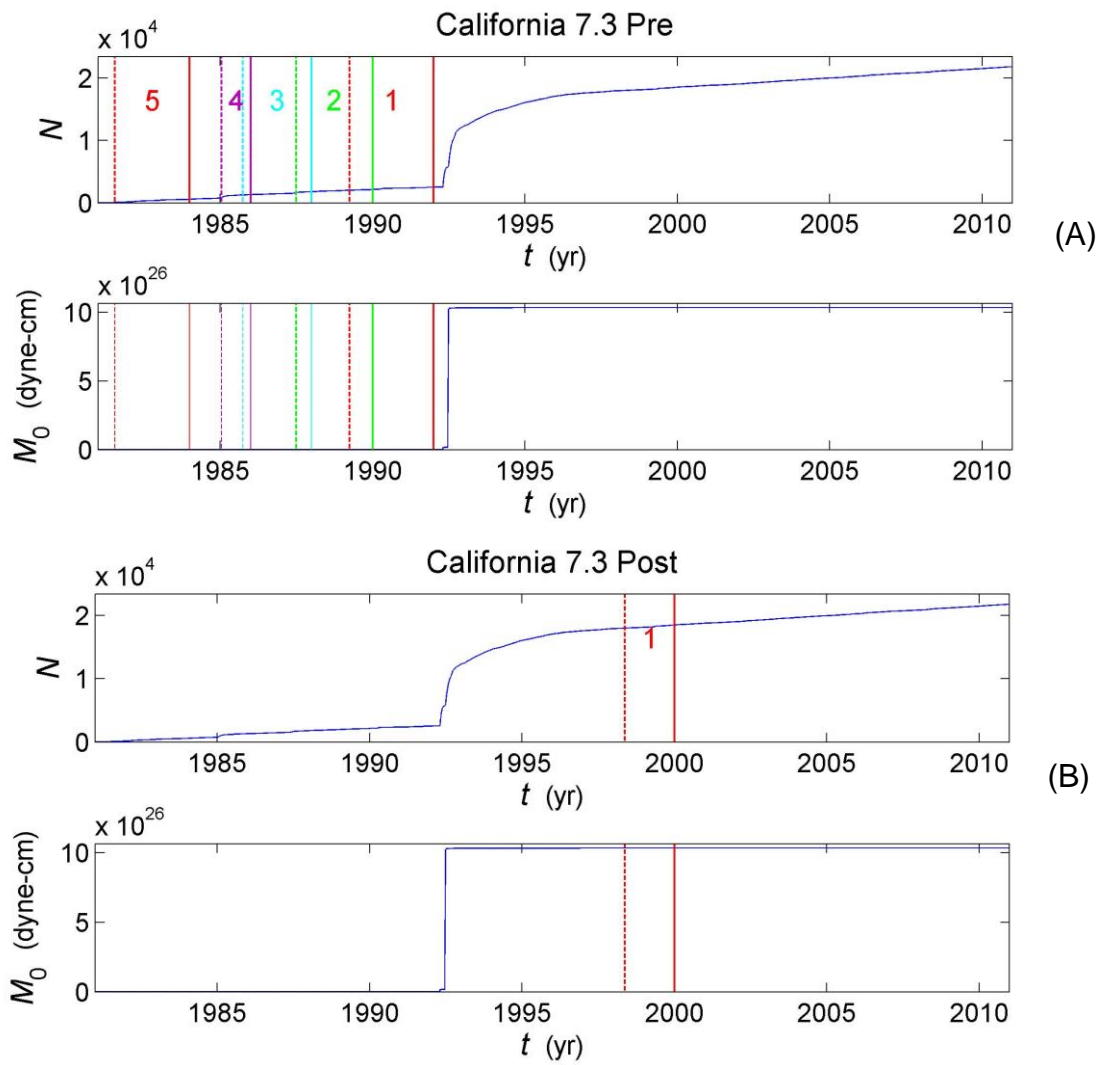 California 7.3 Pre
x 10^4
2
1
0
N
5 4 3 2 1
1985 1990 1995 2000 2005 2010
t (yr)
(A)
x 10^26
10
5
0
M_0 (dyne-cm)
1985 1990 1995 2000 2005 2010
t (yr)
California 7.3 Post
x 10^4
2
1
0
N
1
1985 1990 1995 2000 2005 2010
t (yr)
(B)
x 10^26
10
5
0
M_0 (dyne-cm)
1985 1990 1995 2000 2005 2010
t (yr)